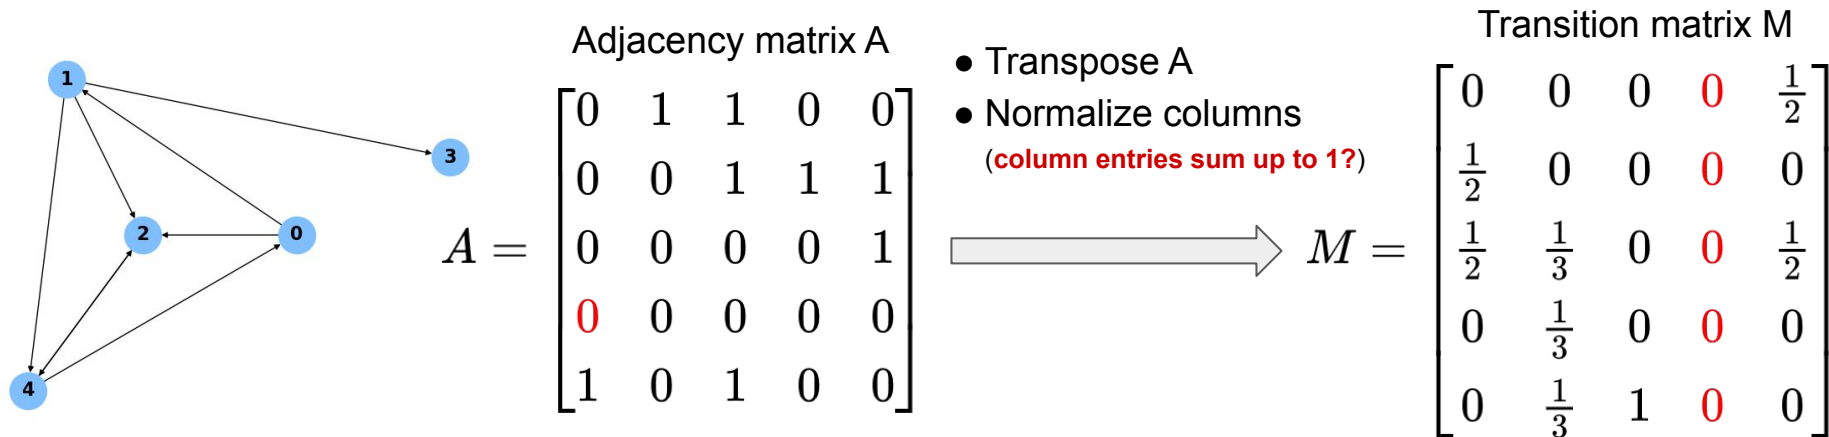 Adjacency matrix A
● Transpose A
● Normalize columns
(column entries sum up to 1?)
Transition matrix M
1
3
2
0
4
A =
0 1 1 0 0
0 0 1 1 1
0 0 0 0 1
0 0 0 0 0
1 0 1 0 0
M =
0 0 0 0 1/2
1/2 0 0 0 0
1/2 1/3 0 0 1/2
0 1/3 0 0 0
0 1/3 1 0 0